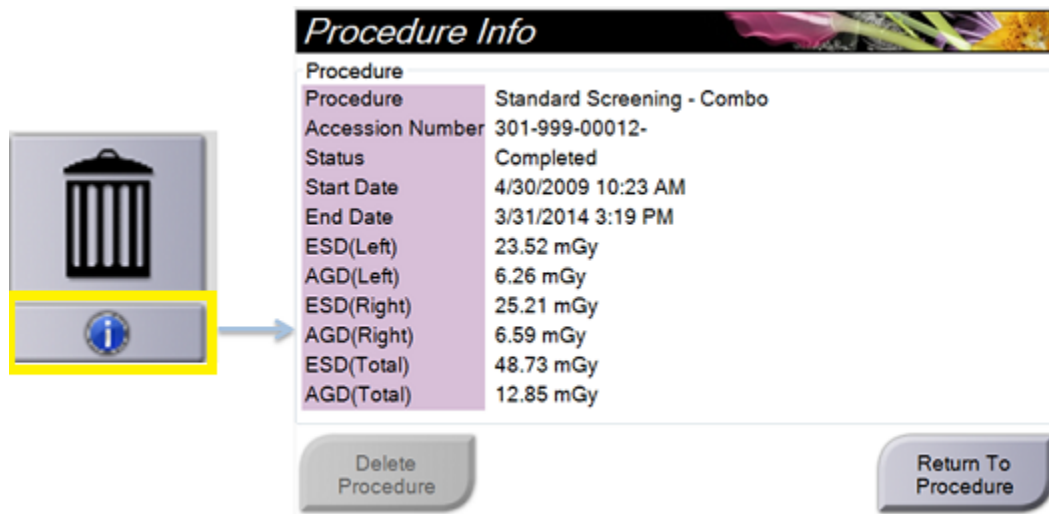 Procedure Info
Procedure
Procedure Standard Screening - Combo
Accession Number 301-999-00012-
Status Completed
Start Date 4/30/2009 10:23 AM
End Date 3/31/2014 3:19 PM
ESD(Left) 23.52 mGy
AGD(Left) 6.26 mGy
ESD(Right) 25.21 mGy
AGD(Right) 6.59 mGy
ESD(Total) 48.73 mGy
AGD(Total) 12.85 mGy
i
Delete
Procedure
Return To
Procedure